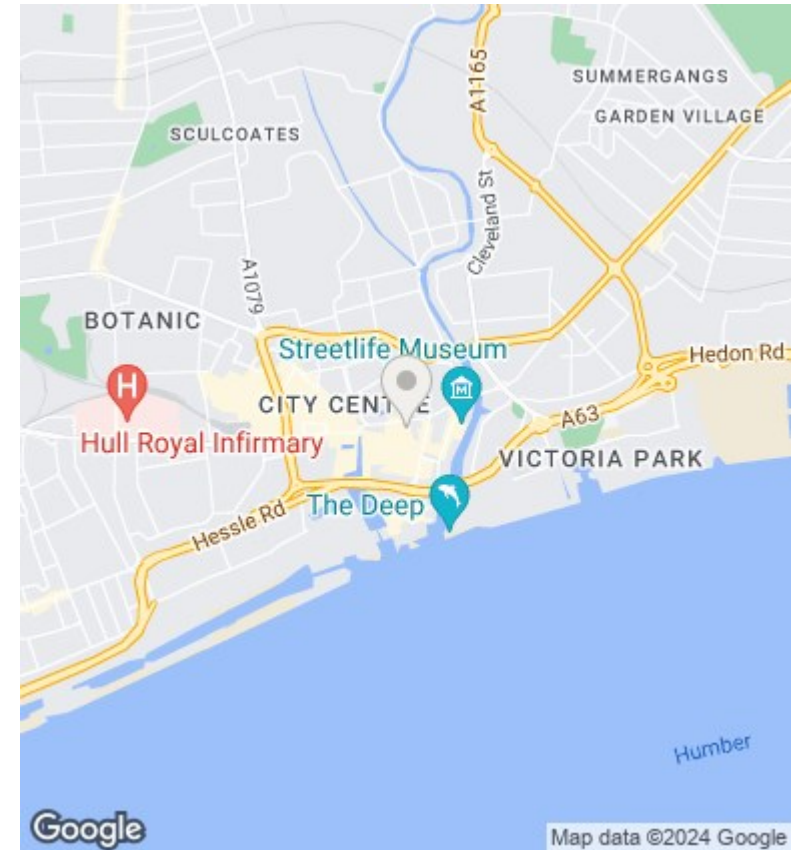 A1165
SUMMERGANGS
GARDEN VILLAGE
SCULCOATES
Cleveland St
A1079
BOTANIC
Streetlife Museum
Hedon Rd
H
M
CITY CENTRE
A63
Hull Royal Infirmary
VICTORIA PARK
The Deep
Hessle Rd
Humber
Google
Map data ©2024 Google